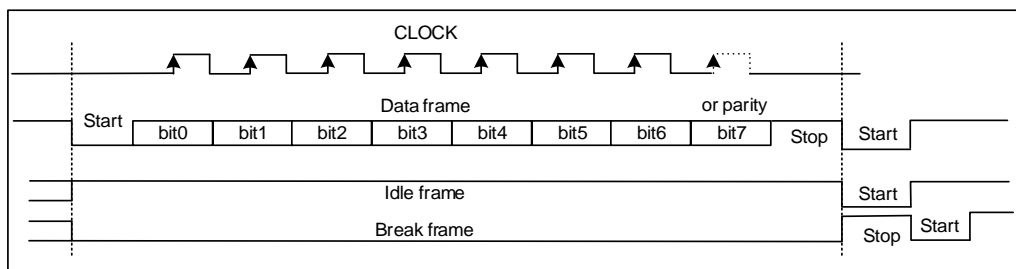 CLOCK
Data frame or parity
Start bit0 bit1 bit2 bit3 bit4 bit5 bit6 bit7 Stop Start
Idle frame Start
Break frame Stop Start